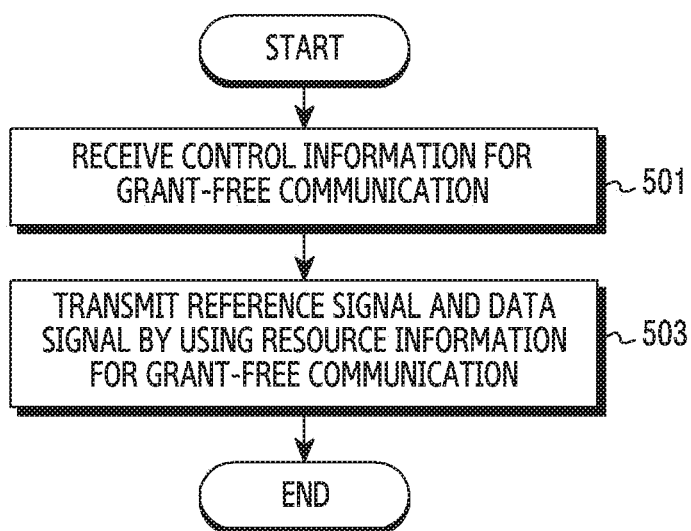 START
RECEIVE CONTROL INFORMATION FOR
GRANT-FREE COMMUNICATION
501
TRANSMIT REFERENCE SIGNAL AND DATA
SIGNAL BY USING RESOURCE INFORMATION
FOR GRANT-FREE COMMUNICATION
503
END